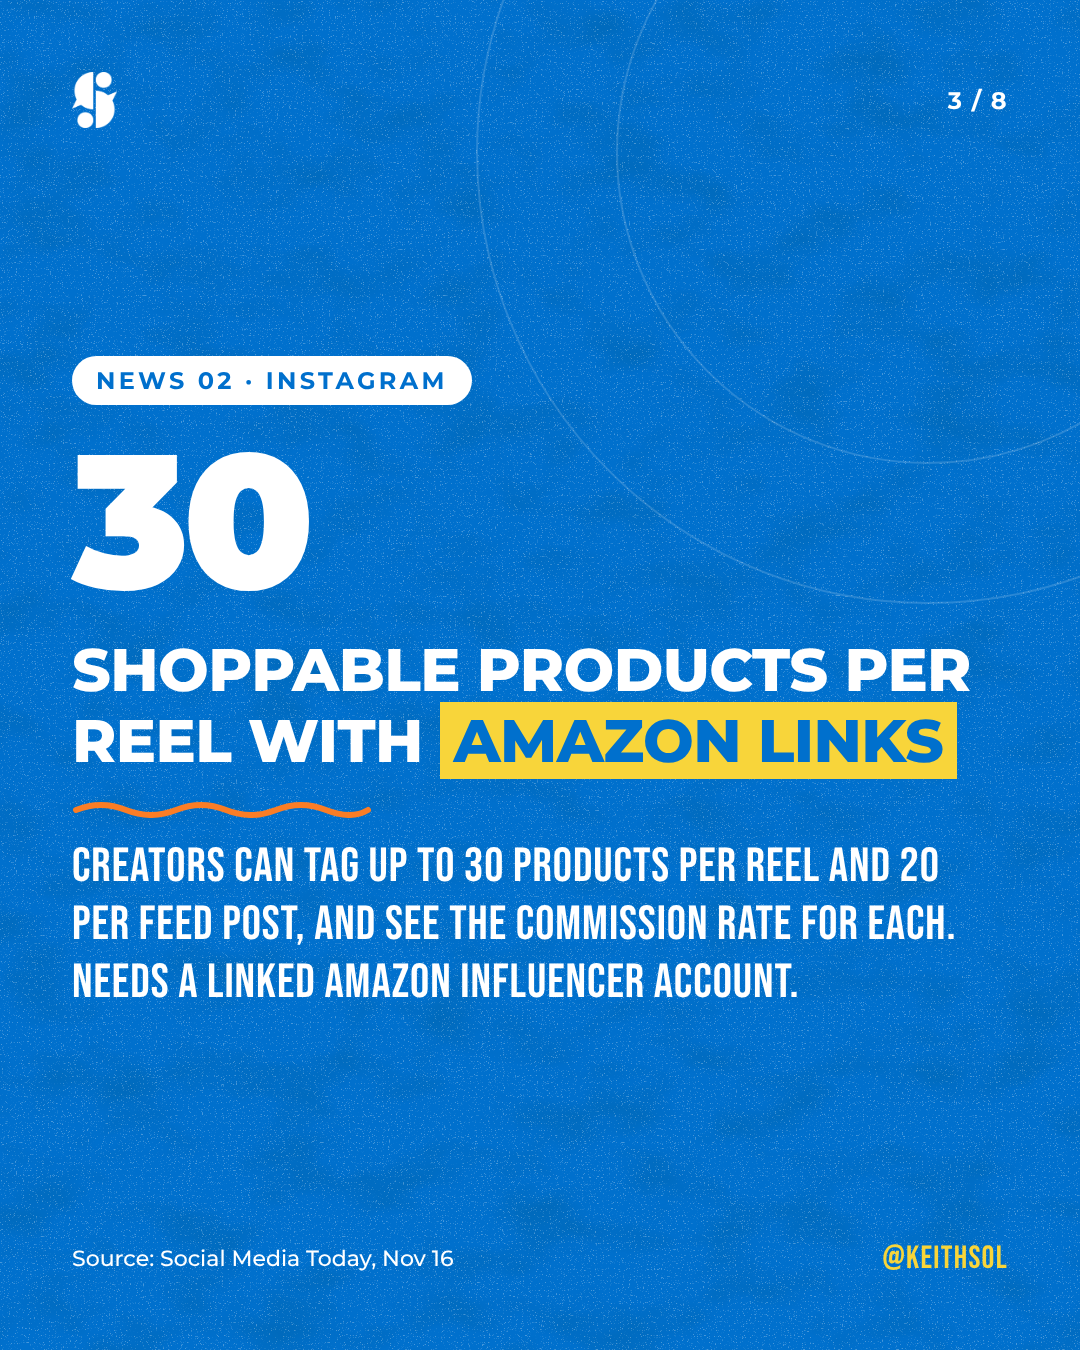 3 / 8
NEWS 02 · INSTAGRAM
30
SHOPPABLE PRODUCTS PER
REEL WITH AMAZON LINKS
CREATORS CAN TAG UP TO 30 PRODUCTS PER REEL AND 20
PER FEED POST, AND SEE THE COMMISSION RATE FOR EACH.
NEEDS A LINKED AMAZON INFLUENCER ACCOUNT.
Source: Social Media Today, Nov 16
@KEITHSOL